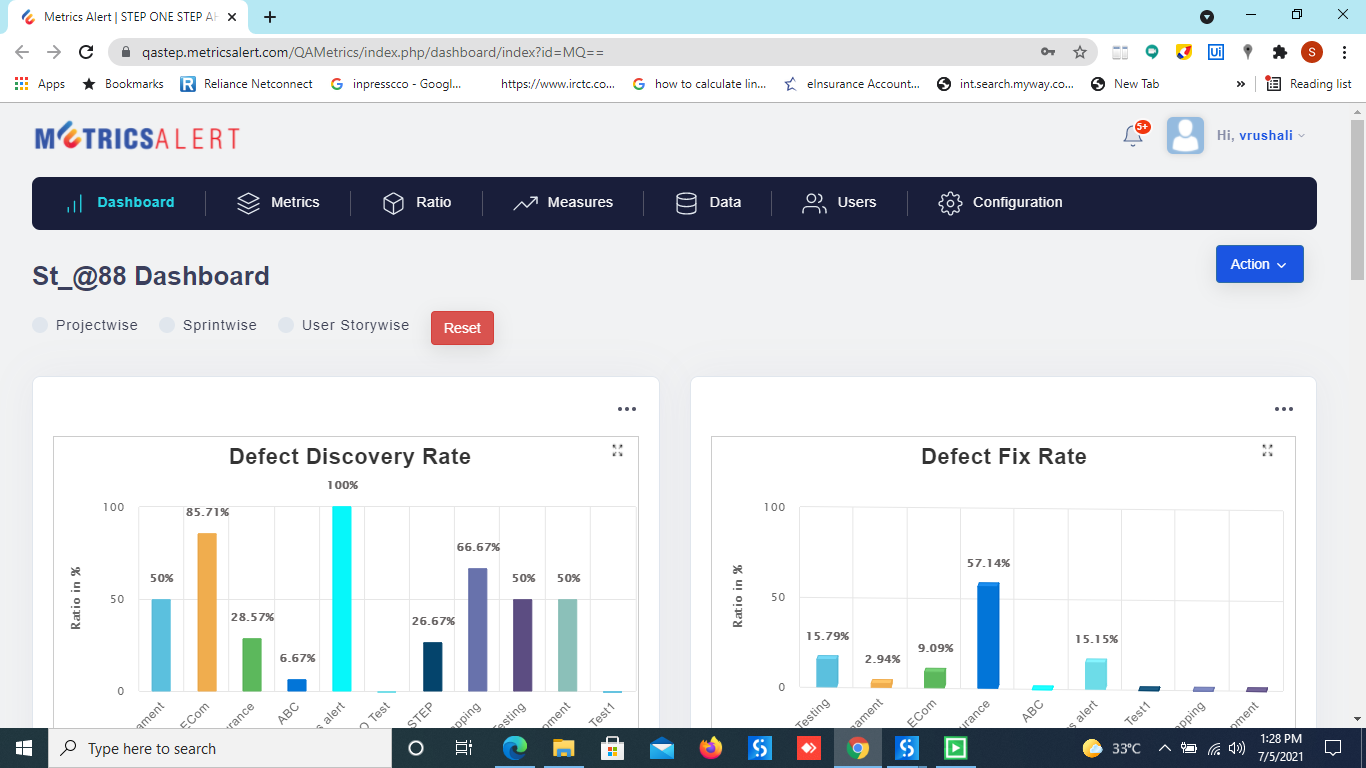 Metrics Alert | STEP ONE STEP AH
qastep.metricsalert.com/QAMetrics/index.php/dashboard/index?id=MQ==
S
Apps Bookmarks Reliance Netconnect inpresscco - Googl... https://www.irctc.co... how to calculate lin... eInsurance Account... int.search.myway.co... New Tab » Reading list
METRICSALERT
5+
Hi, vrushali
Dashboard Metrics Ratio Measures Data Users Configuration
Action
St_@88 Dashboard
Projectwise Sprintwise User Storywise Reset
Defect Discovery Rate
Ratio in %
100
50
0
50%
85.71%
28.57%
6.67%
100%
26.67%
66.67%
50%
50%
ament
ECom
urance
ABC
s alert
O Test
STEP
pping
esting
pment
Test1
Defect Fix Rate
Ratio in %
100
50
0
15.79%
2.94%
9.09%
57.14%
15.15%
Testing
gament
ECom
urance
ABC
s alert
Test1
apping
opment
Type here to search
33°C
1:28 PM
7/5/2021